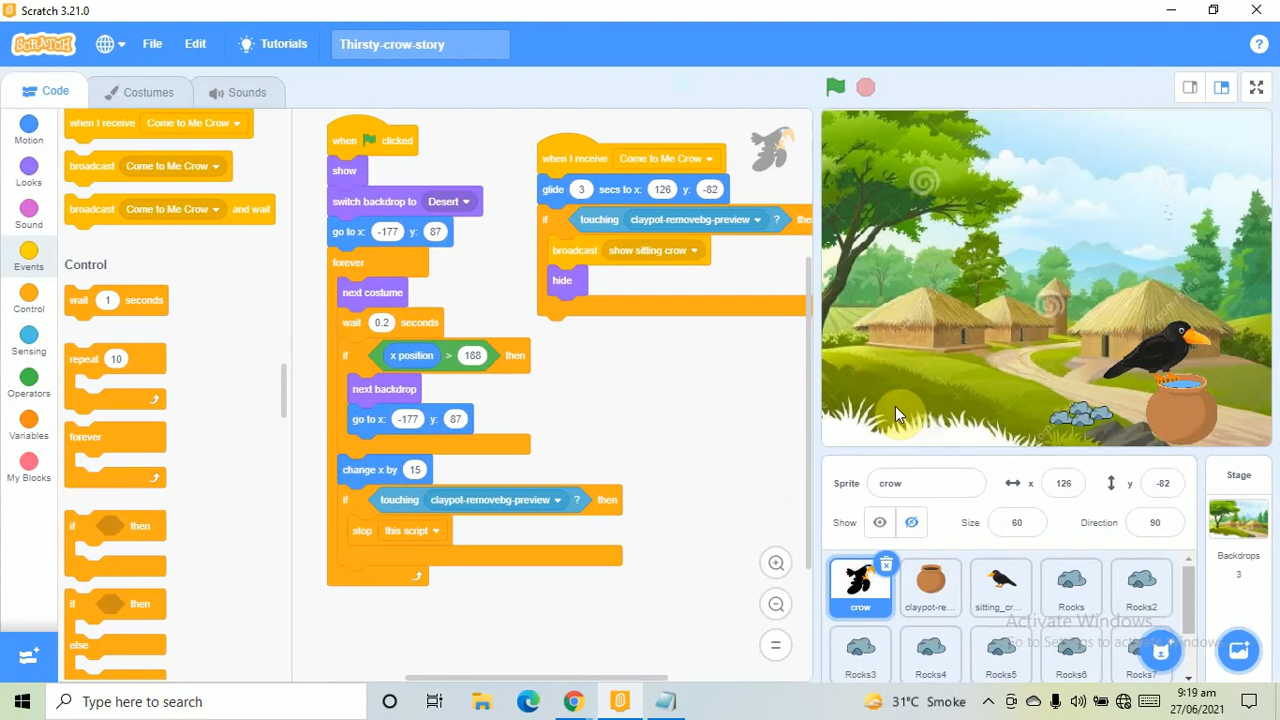 Scratch 3.21.0
SCRATCH
File
Edit
Tutorials
Thirsty-crow-story
?
Code
Costumes
Sounds
Motion
Looks
Sound
Events
Control
Sensing
Operators
Variables
My Blocks
when I receive Come to Me Crow
broadcast Come to Me Crow
broadcast Come to Me Crow and wait
Control
wait 1 seconds
repeat 10
forever
if then
if then
else
when clicked
show
switch backdrop to Desert
go to x: -177 y: 87
forever
next costume
wait 0.2 seconds
if x position > 188 then
next backdrop
go to x: -177 y: 87
change x by 15
if touching claypot-removebg-preview ? then
stop this script
when I receive Come to Me Crow
glide 3 secs to x: 126 y: -82
if touching claypot-removebg-preview ? then
broadcast show sitting crow
hide
Sprite crow x 126 y -82
Show Size 60 Direction 90
Stage
Backdrops
3
crow
claypot-re...
sitting_cr...
Rocks
Rocks2
Rocks3
Rocks4
Rocks5
Rocks6
Rocks7
Activate Windows
Go to Settings to activate Windows.
Type here to search
31°C Smoke
9:19 am
27/06/2021